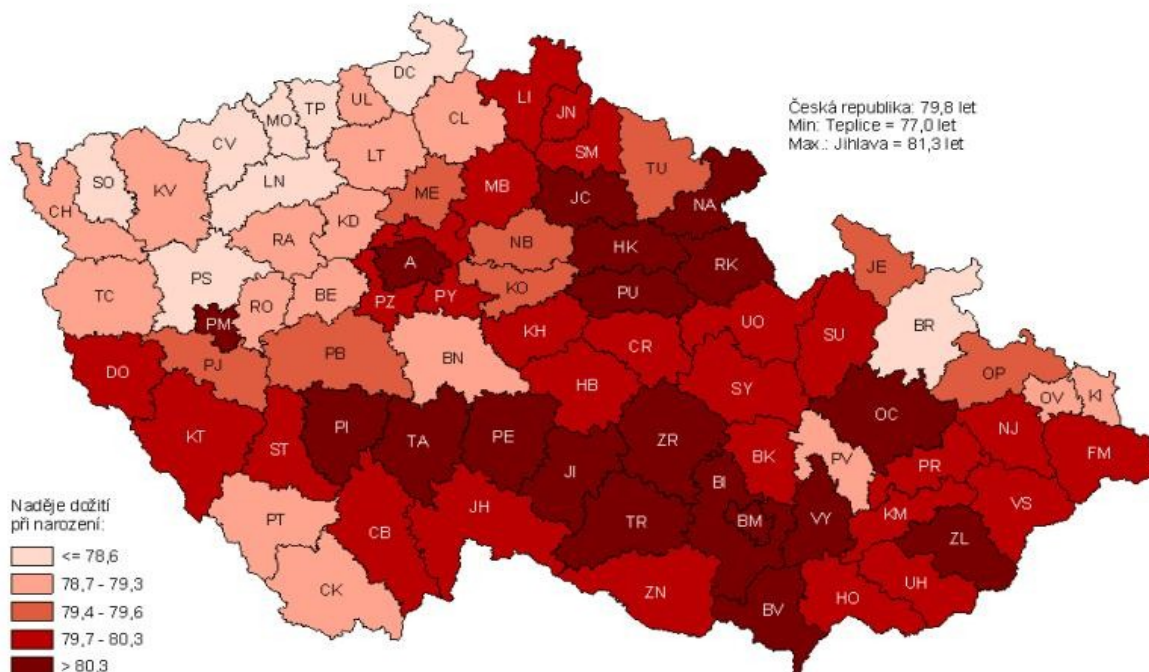 Česká republika: 79,8 let
Min: Teplice = 77,0 let
Max.: Jihlava = 81,3 let
DC
LI
TP
UL
JN
MO
CL
CV
SM
LT
TU
SO
KV
LN
MB
ME
JC
NA
CH
KD
RA
NB
HK
A
RK
JE
PS
KO
TC
BE
RO
PZ
PY
PU
PM
UO
SU
BR
KH
CR
PB
BN
PJ
OP
DO
HB
SY
OV
KI
OC
KT
ST
PI
TA
PE
ZR
NJ
BK
PV
PR
FM
JI
BI
JH
KM
VS
PT
TR
BM
VY
CB
ZL
UH
CK
ZN
HO
BV
Naděje dožití
při narození:
<= 78,6
78,7 - 79,3
79,4 - 79,6
79,7 - 80,3
> 80,3